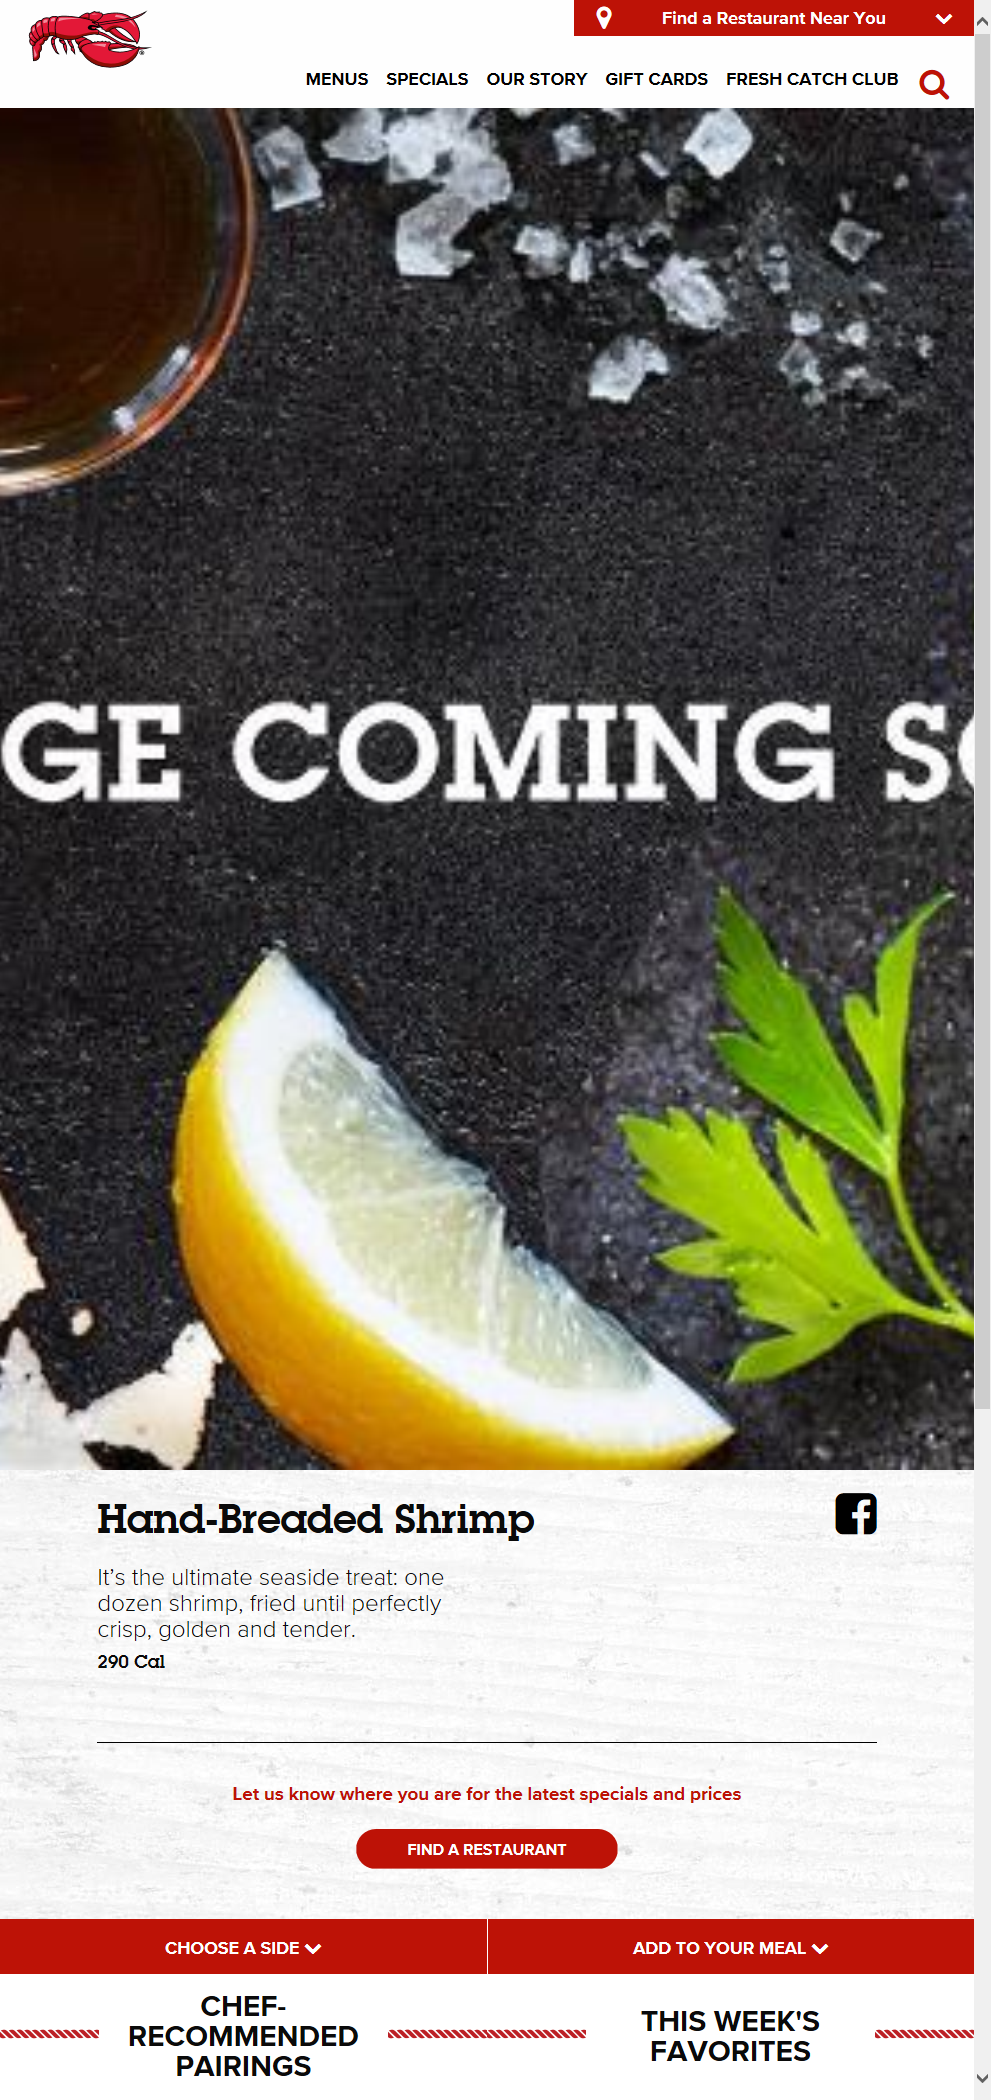 Find a Restaurant Near You
MENUS SPECIALS OUR STORY GIFT CARDS FRESH CATCH CLUB
GE COMING S
Hand-Breaded Shrimp
It’s the ultimate seaside treat: one
dozen shrimp, fried until perfectly
crisp, golden and tender.
290 Cal
Let us know where you are for the latest specials and prices
FIND A RESTAURANT
CHOOSE A SIDE
ADD TO YOUR MEAL
CHEF-
RECOMMENDED
PAIRINGS
THIS WEEK'S
FAVORITES